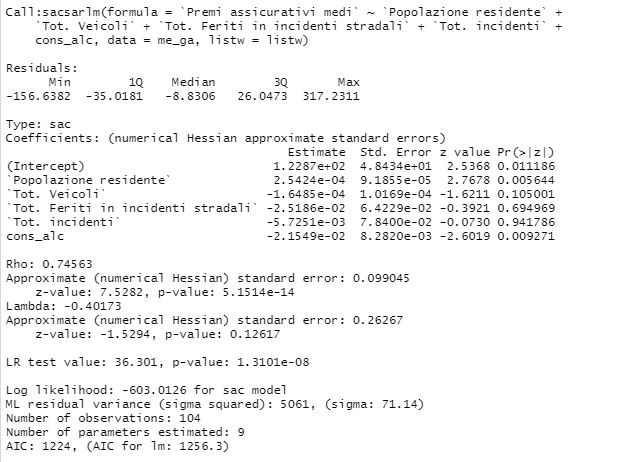 Call:sacsarlm(formula = `Premi assicurativi medi` ~ `Popolazione residente` +
`Tot. Veicoli` + `Tot. Feriti in incidenti stradali` + `Tot. incidenti` +
cons_alc, data = me_ga, listw = listw)
Residuals:
Min 1Q Median 3Q Max
-156.6382 -35.0181 -8.8306 26.0473 317.2311
Type: sac
Coefficients: (numerical Hessian approximate standard errors)
Estimate Std. Error z value Pr(>|z|)
(Intercept) 1.2287e+02 4.8434e+01 2.5368 0.011186
`Popolazione residente` 2.5424e-04 9.1855e-05 2.7678 0.005644
`Tot. Veicoli` -1.6485e-04 1.0169e-04 -1.6211 0.105001
`Tot. Feriti in incidenti stradali` -2.5186e-02 6.4229e-02 -0.3921 0.694969
`Tot. incidenti` -5.7251e-03 7.8400e-02 -0.0730 0.941786
cons_alc -2.1549e-02 8.2820e-03 -2.6019 0.009271
Rho: 0.74563
Approximate (numerical Hessian) standard error: 0.099045
z-value: 7.5282, p-value: 5.1514e-14
Lambda: -0.40173
Approximate (numerical Hessian) standard error: 0.26267
z-value: -1.5294, p-value: 0.12617
LR test value: 36.301, p-value: 1.3101e-08
Log likelihood: -603.0126 for sac model
ML residual variance (sigma squared): 5061, (sigma: 71.14)
Number of observations: 104
Number of parameters estimated: 9
AIC: 1224, (AIC for lm: 1256.3)